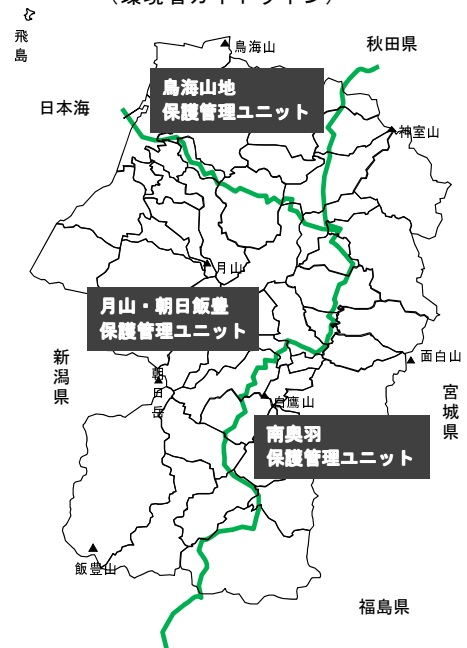 (環境省ガイドライン)
飛島
鳥海山
秋田県
鳥海山地
保護管理ユニット
日本海
神室山
月山
月山・朝日飯豊
保護管理ユニット
新潟県
面白山
朝日岳
宮城県
白鷹山
南奥羽
保護管理ユニット
飯豊山
福島県